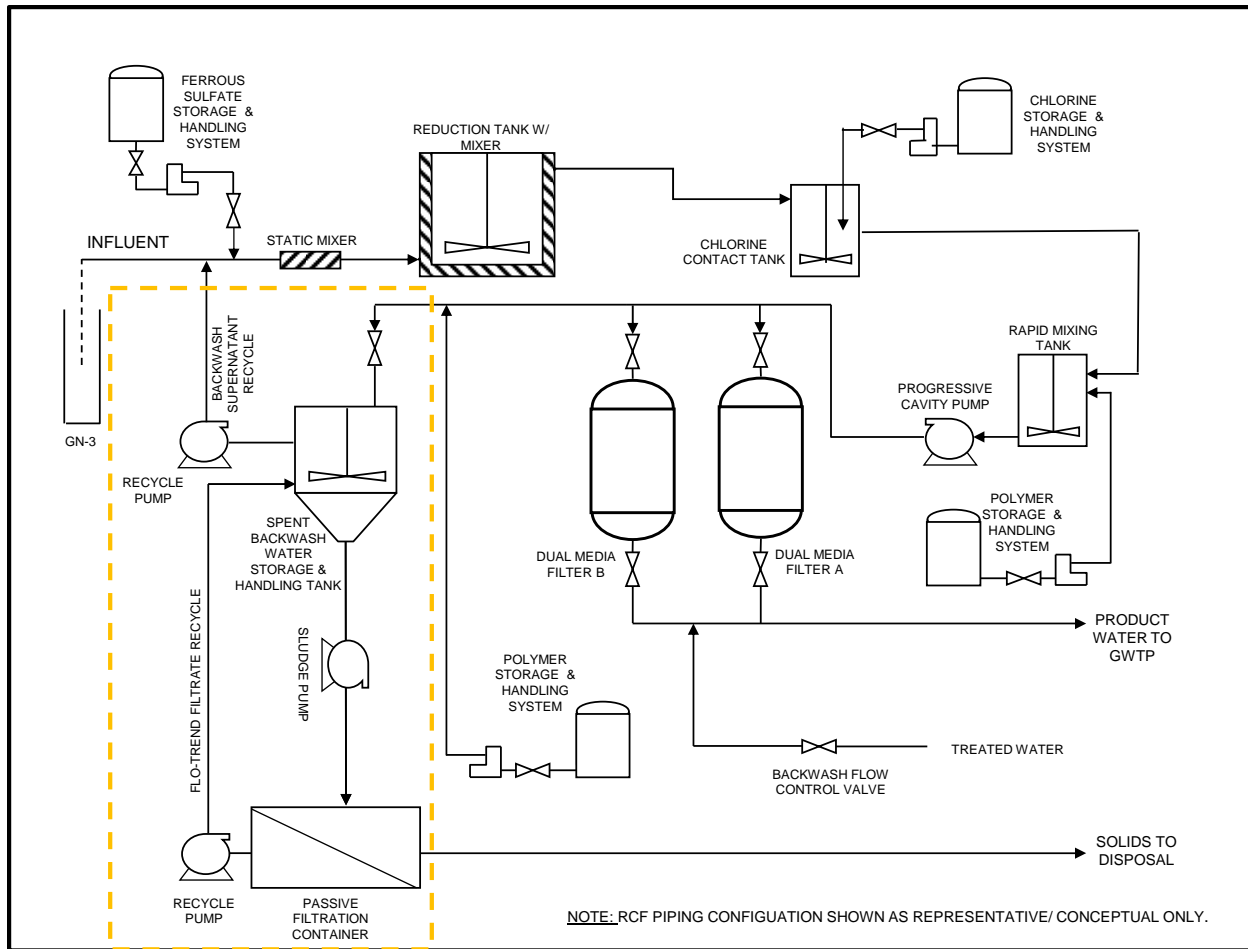 FERROUS
SULFATE
STORAGE &
HANDLING
SYSTEM
REDUCTION TANK W/
MIXER
CHLORINE
STORAGE &
HANDLING
SYSTEM
INFLUENT
STATIC MIXER
CHLORINE
CONTACT TANK
BACKWASH
SUPERNATANT
RECYCLE
RAPID MIXING
TANK
PROGRESSIVE
CAVITY PUMP
GN-3
RECYCLE
PUMP
SPENT
BACKWASH
WATER
STORAGE
& HANDLING TANK
DUAL MEDIA
FILTER B
DUAL MEDIA
FILTER A
POLYMER
STORAGE &
HANDLING
SYSTEM
FLO-TREND FILTRATE RECYCLE
SLUDGE PUMP
PRODUCT
WATER TO
GWTP
POLYMER
STORAGE &
HANDLING
SYSTEM
TREATED WATER
BACKWASH FLOW
CONTROL VALVE
SOLIDS TO
DISPOSAL
RECYCLE
PUMP
PASSIVE
FILTRATION
CONTAINER
NOTE: RCF PIPING CONFIGUATION SHOWN AS REPRESENTATIVE/ CONCEPTUAL ONLY.